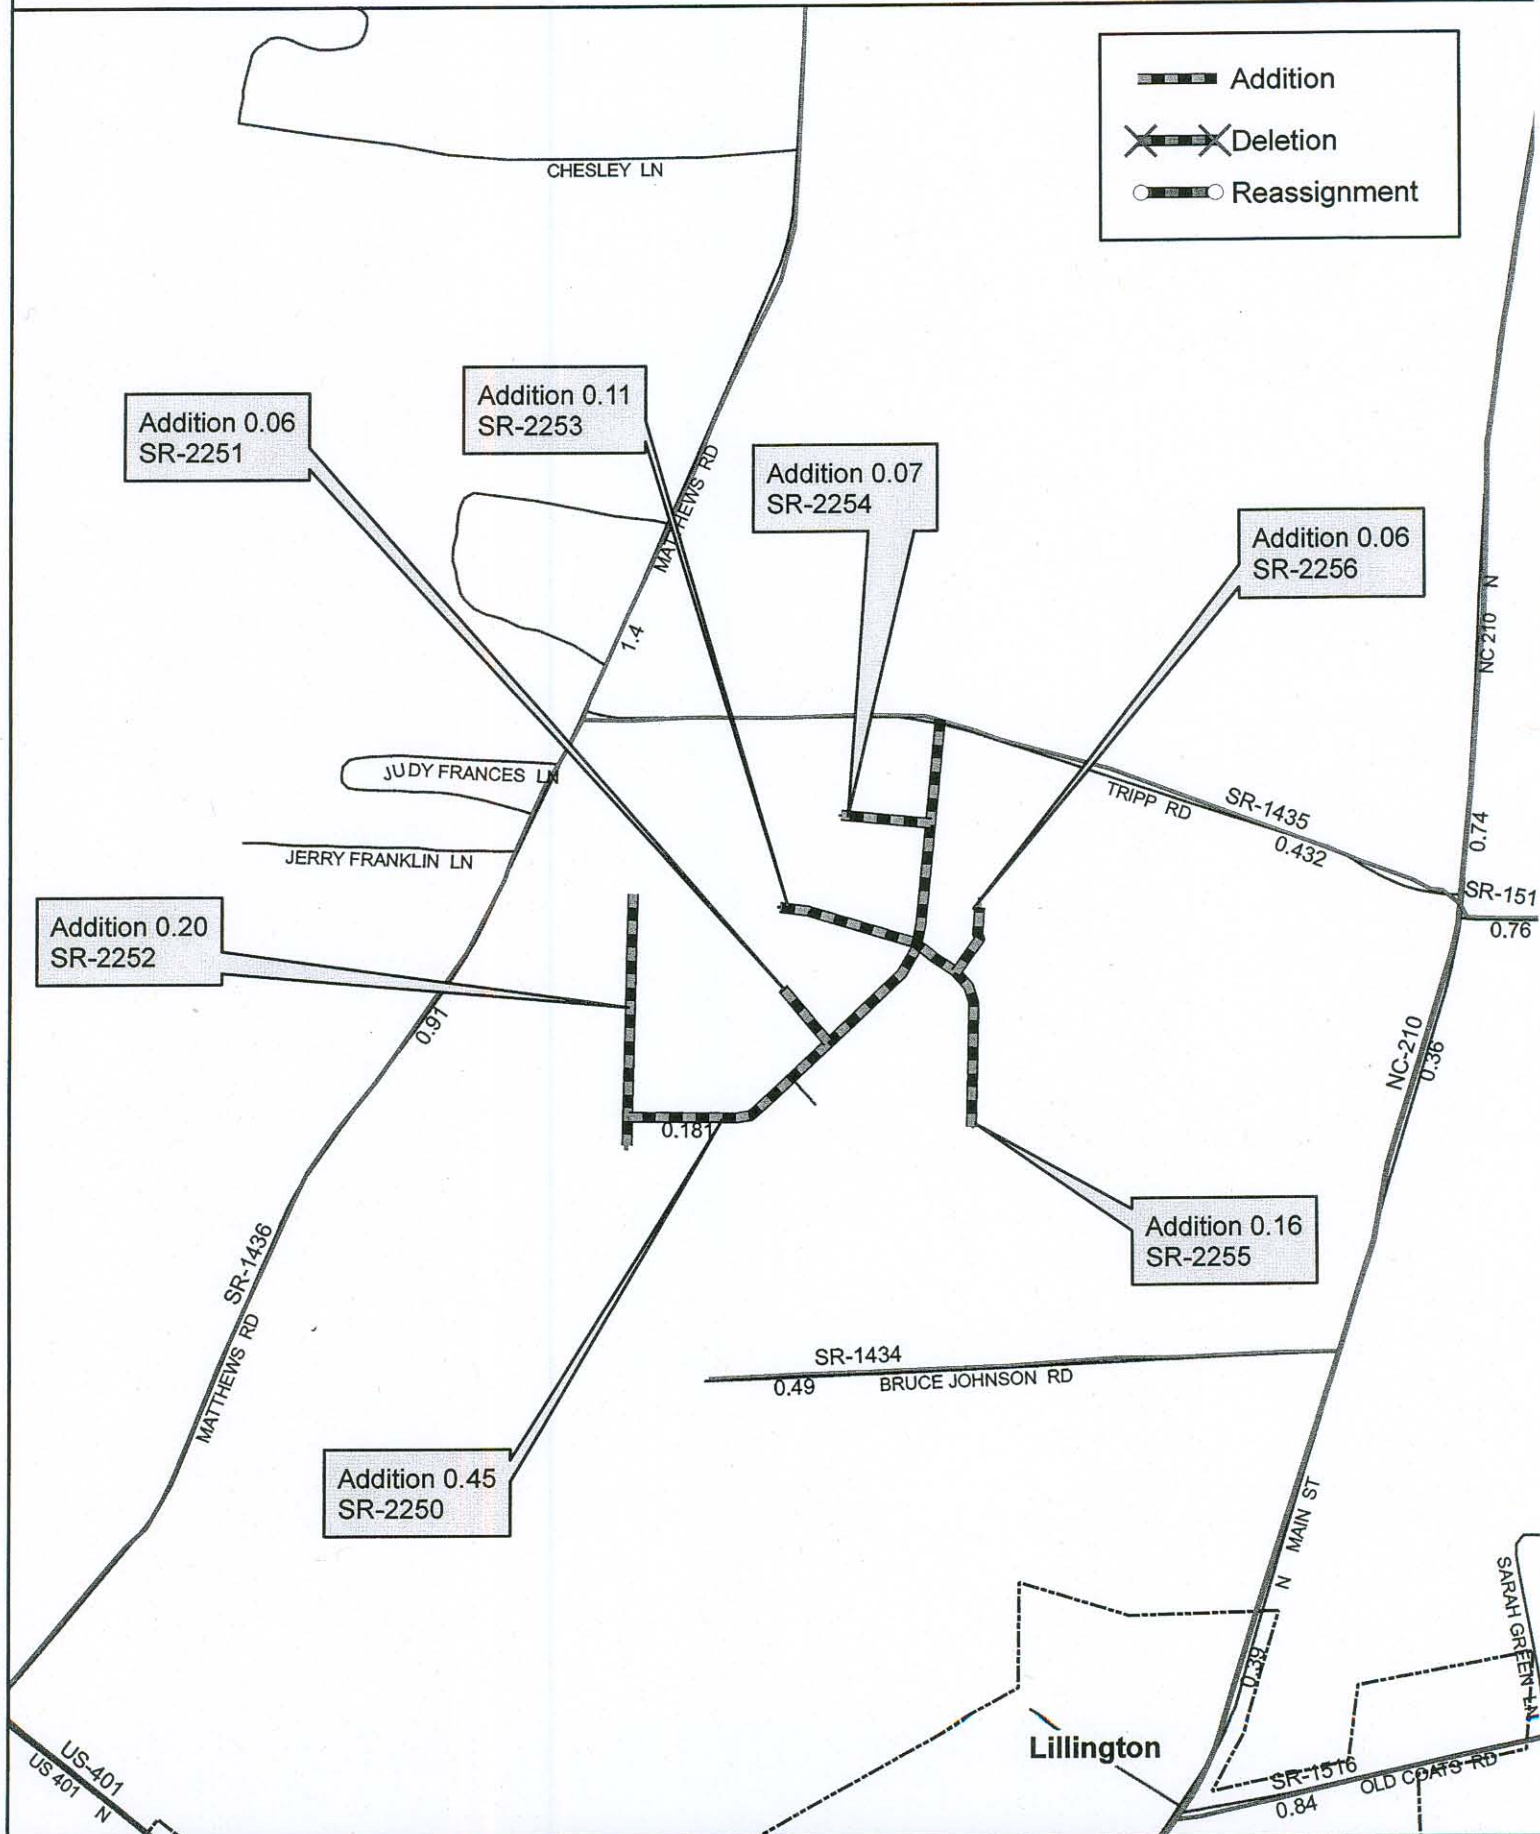 Addition
Deletion
Reassignment
CHESLEY LN
Addition 0.06
SR-2251
Addition 0.11
SR-2253
MATTHEWS RD
Addition 0.07
SR-2254
Addition 0.06
SR-2256
NC 210 N
1.4
JUDY FRANCES LN
JERRY FRANKLIN LN
TRIPP RD
SR-1435
0.432
0.74
SR-151
0.76
Addition 0.20
SR-2252
0.91
NC-210
0.36
0.181
Addition 0.16
SR-2255
SR-1436
MATTHEWS RD
SR-1434
0.49
BRUCE JOHNSON RD
Addition 0.45
SR-2250
N MAIN ST
0.39
SARAH GREEN LN
Lillington
US-401
US 401 N
SR-1516
OLD COATS RD
0.84